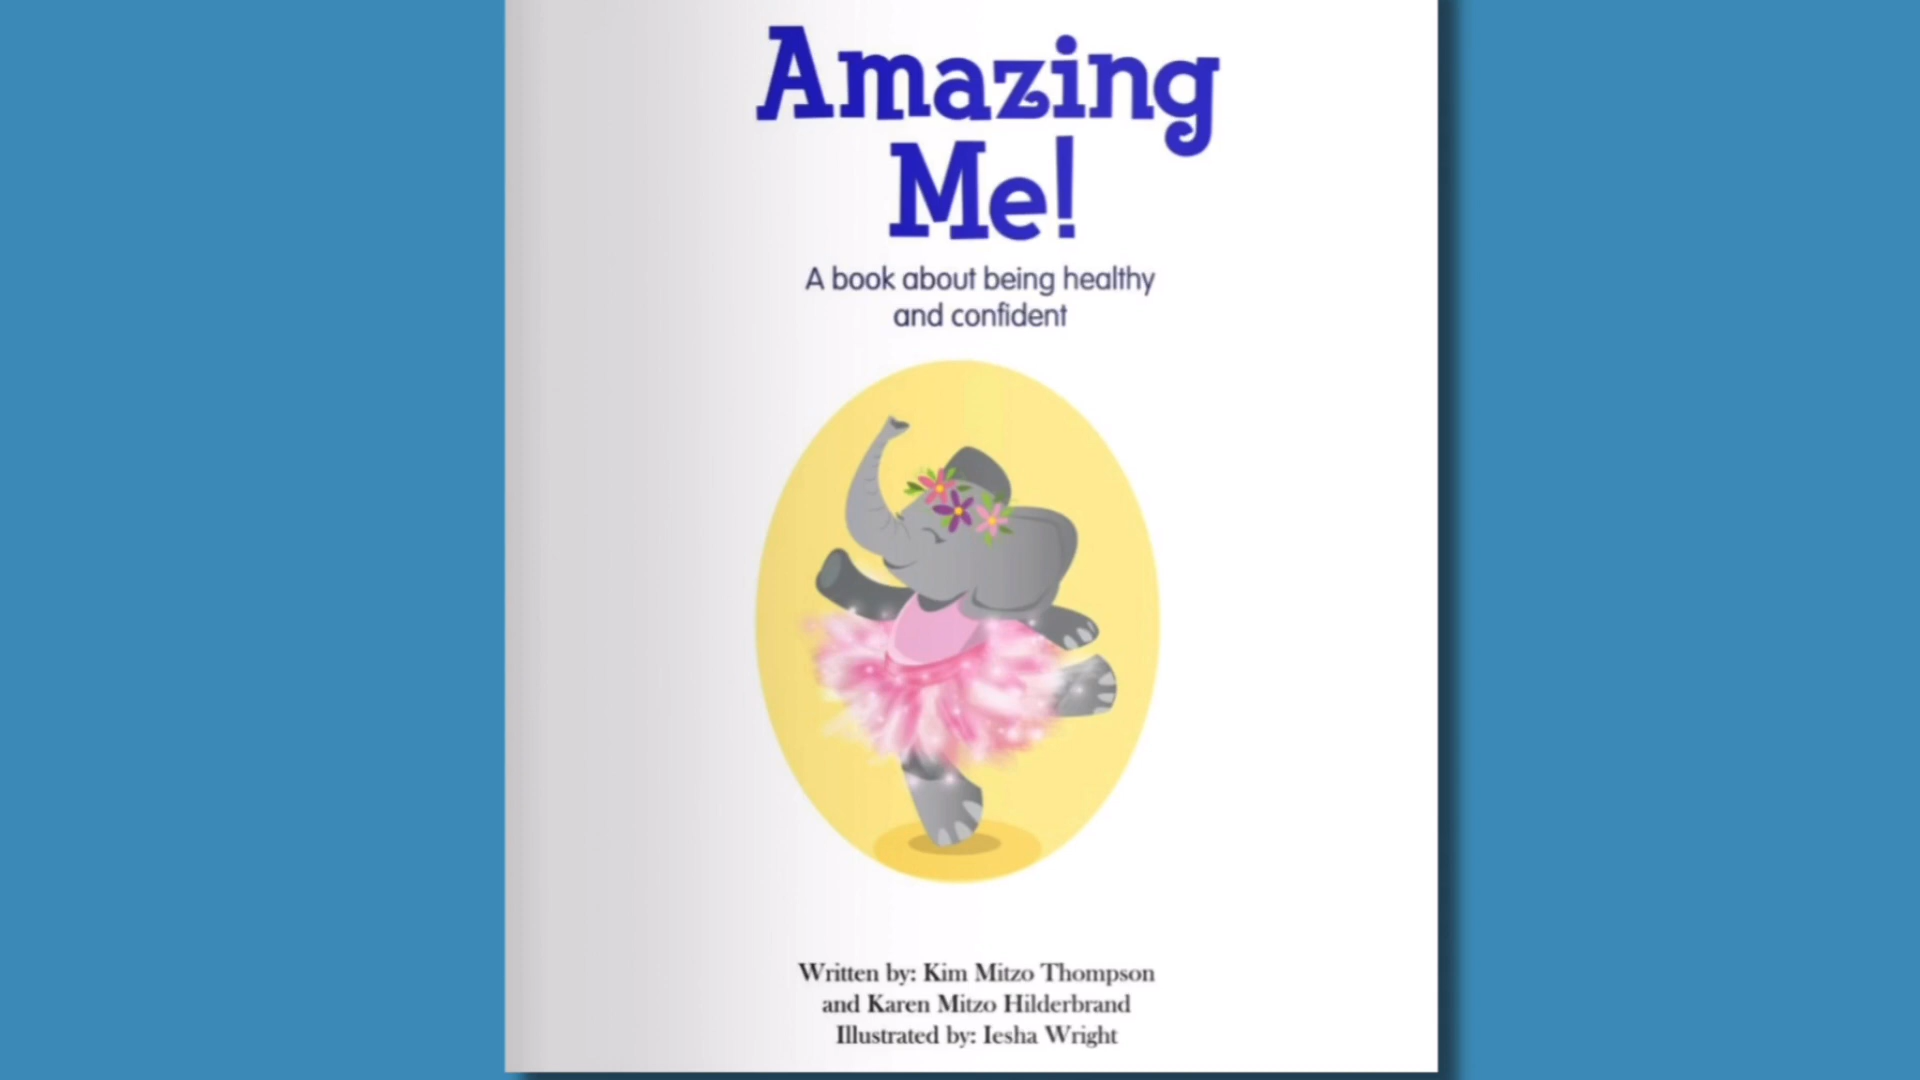 Amazing
Me!
A book about being healthy
and confident
Written by: Kim Mitzo Thompson
and Karen Mitzo Hilderbrand
Illustrated by: Iesha Wright